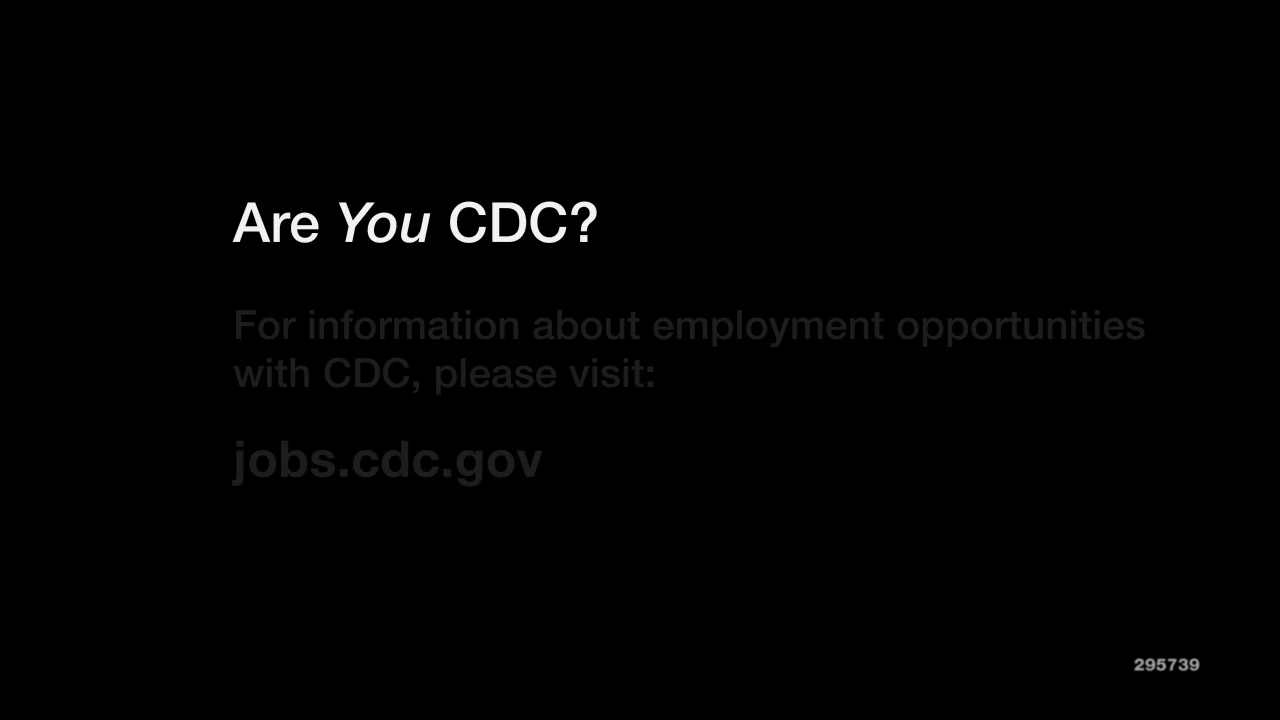 Are You CDC?
For information about employment opportunities
with CDC, please visit:
jobs.cdc.gov
295739